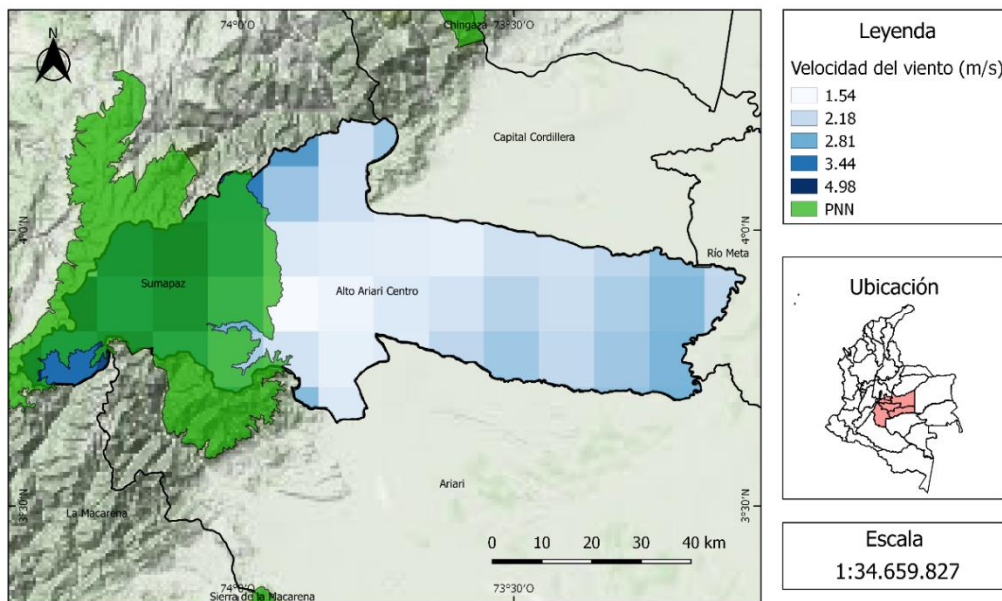 N
74°0'O
Chingaza
73°30'O
Capital Cordillera
4°0'N
4°0'N
Río Meta
Sumapaz
Alto Ariari Centro
Ariari
3°30'N
La Macarena
3°30'N
0 10 20 30 40 km
74°0'O
73°30'O
Sierra de la Macarena
Leyenda
Velocidad del viento (m/s)
1.54
2.18
2.81
3.44
4.98
PNN
Ubicación
Escala
1:34.659.827